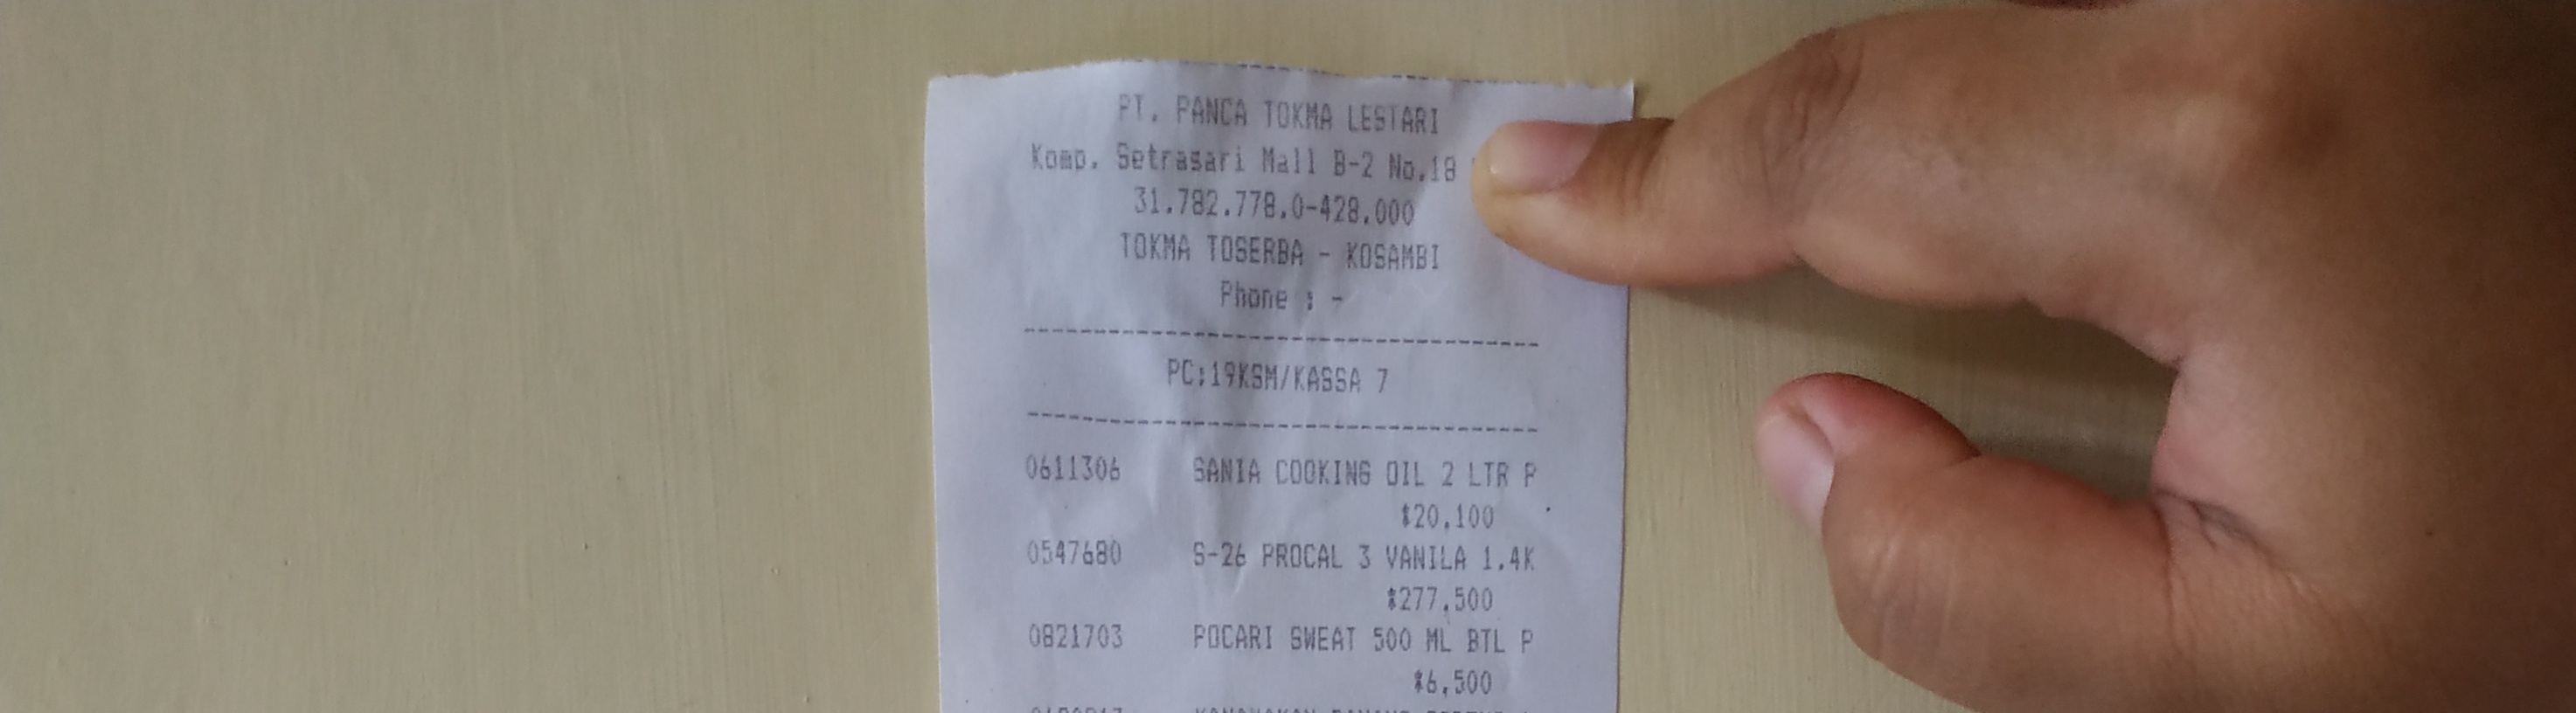 PT. PANCA TOKMA LESTARI
Komp. Setrasari Mall B-2 No.18
31.782.778.0-428.000
TOKMA TOSERBA - KOSAMBI
Phone : -
PC:19KSM/KASSA 7
0611306 SANIA COOKING OIL 2 LTR P
$20,100
0547680 S-26 PROCAL 3 VANILA 1.4K
$277,500
0821703 POCARI SWEAT 500 ML BTL P
$6,500